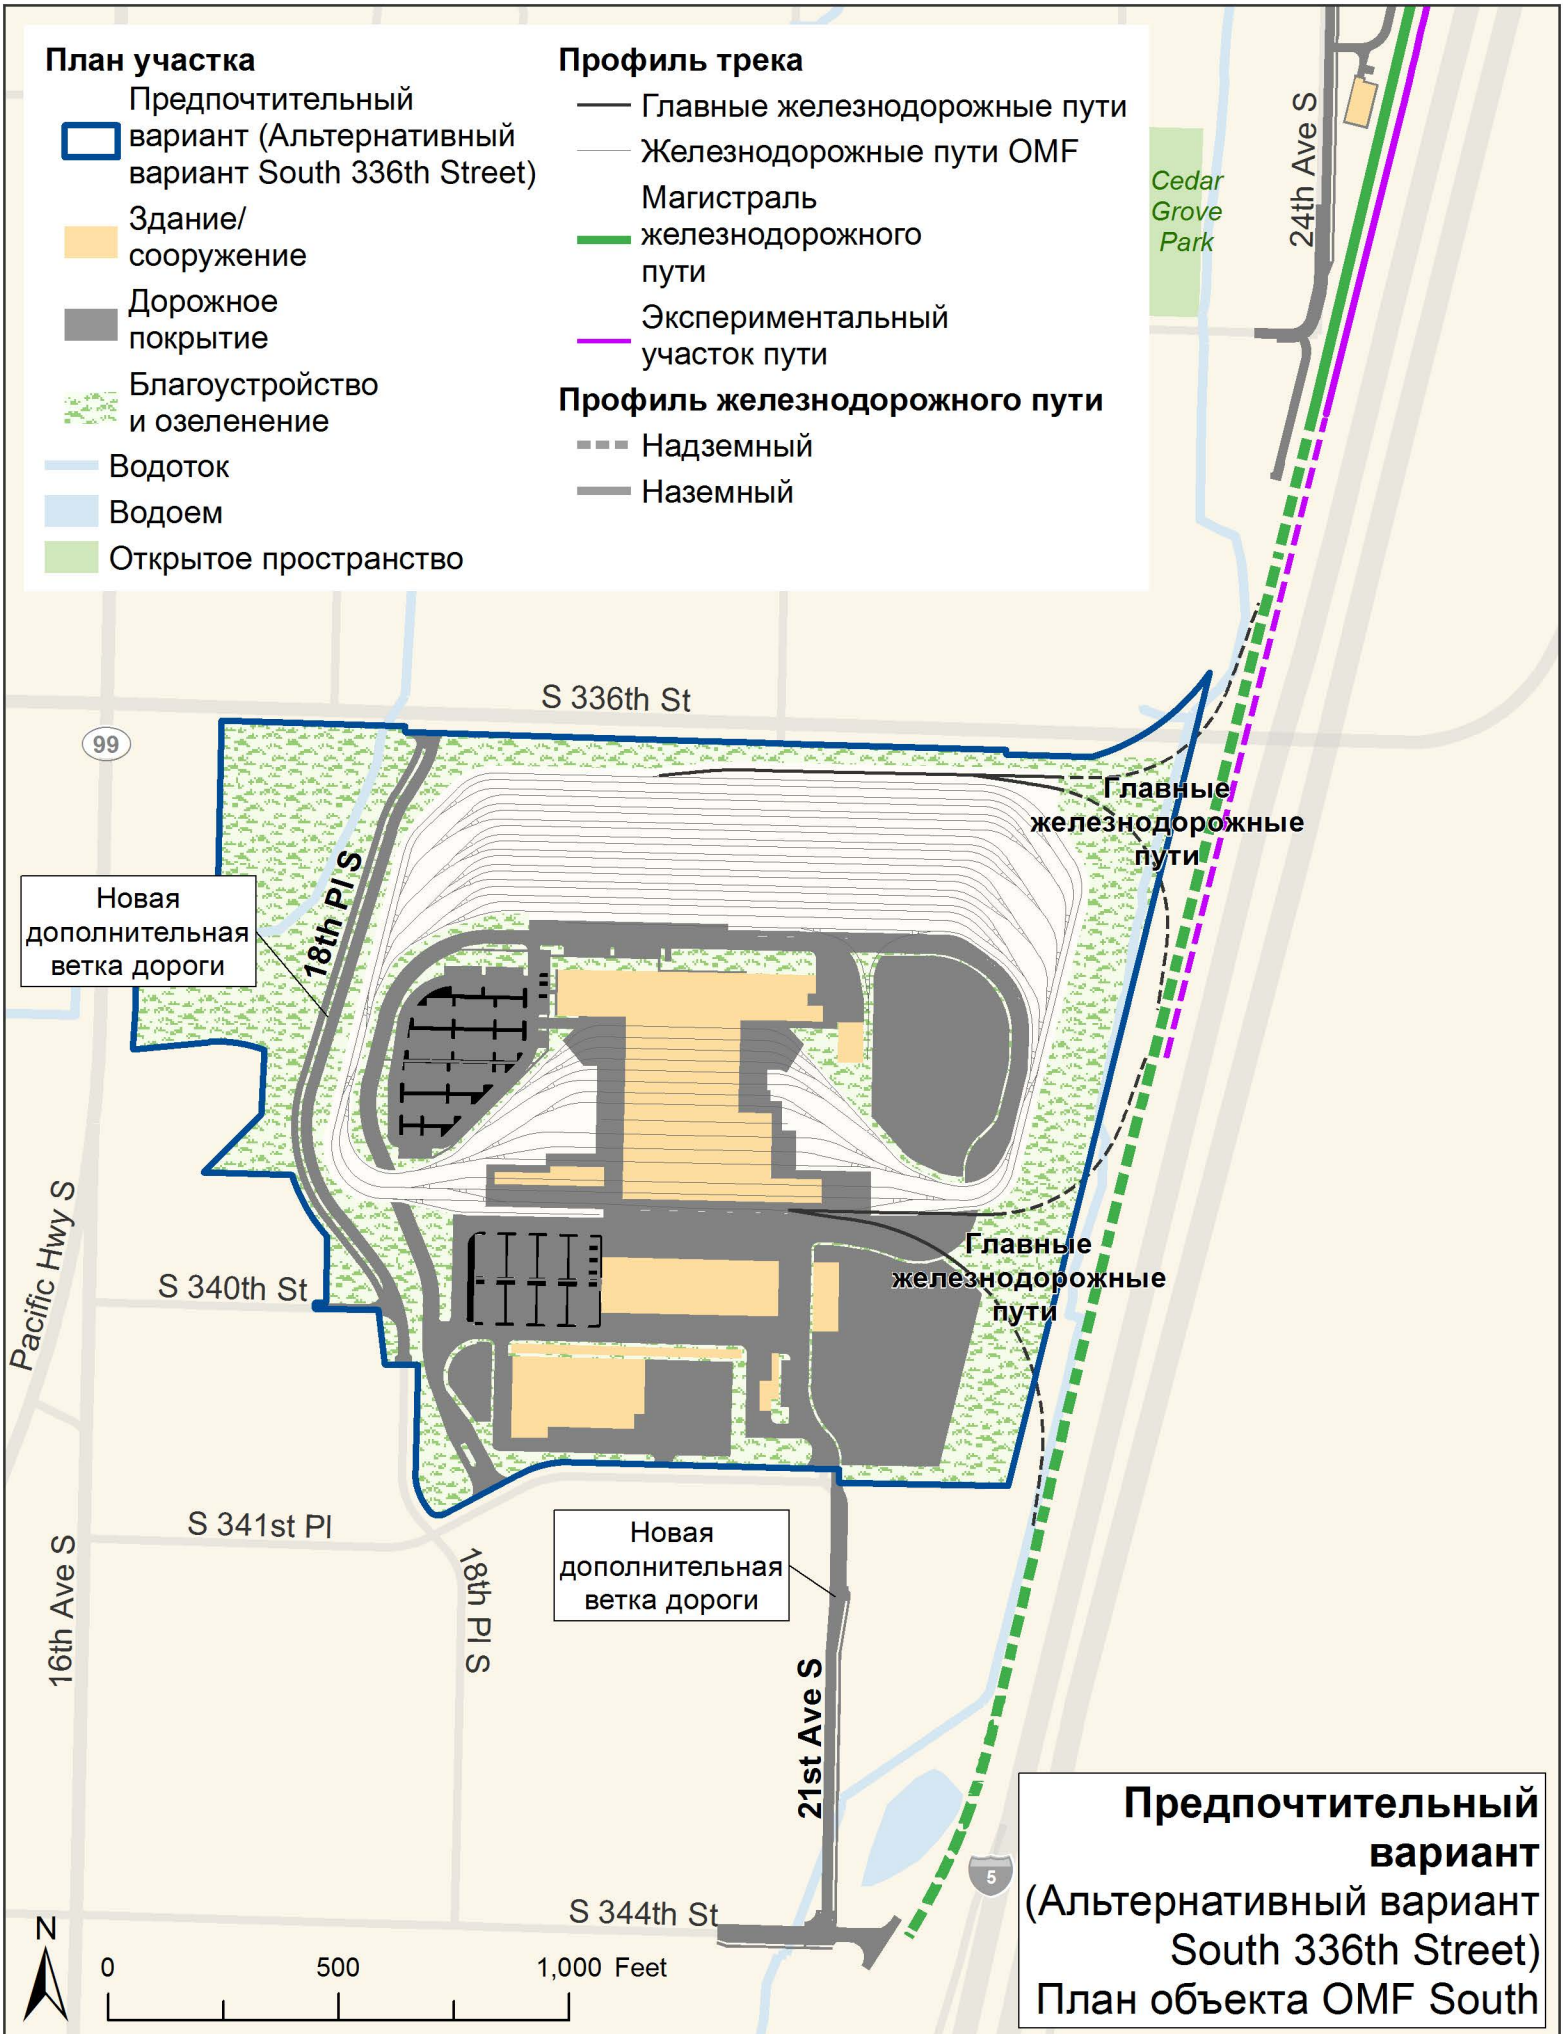 План участка
Предпочтительный
вариант (Альтернативный
вариант South 336th Street)
Здание/
сооружение
Дорожное
покрытие
Благоустройство
и озеленение
Водоток
Водоем
Открытое пространство
Профиль трека
Главные железнодорожные пути
Железнодорожные пути OMF
Магистраль
железнодорожного
пути
Экспериментальный
участок пути
Профиль железнодорожного пути
Надземный
Наземный
Cedar
Grove
Park
24th Ave S
S 336th St
99
Главные
железнодорожные
пути
Новая
дополнительная
ветка дороги
18th Pl S
Pacific Hwy S
S 340th St
Главные
железнодорожные
пути
S 341st Pl
16th Ave S
18th Pl S
Новая
дополнительная
ветка дороги
21st Ave S
S 344th St
5
N
0 500 1,000 Feet
Предпочтительный
вариант
(Альтернативный вариант
South 336th Street)
План объекта OMF South